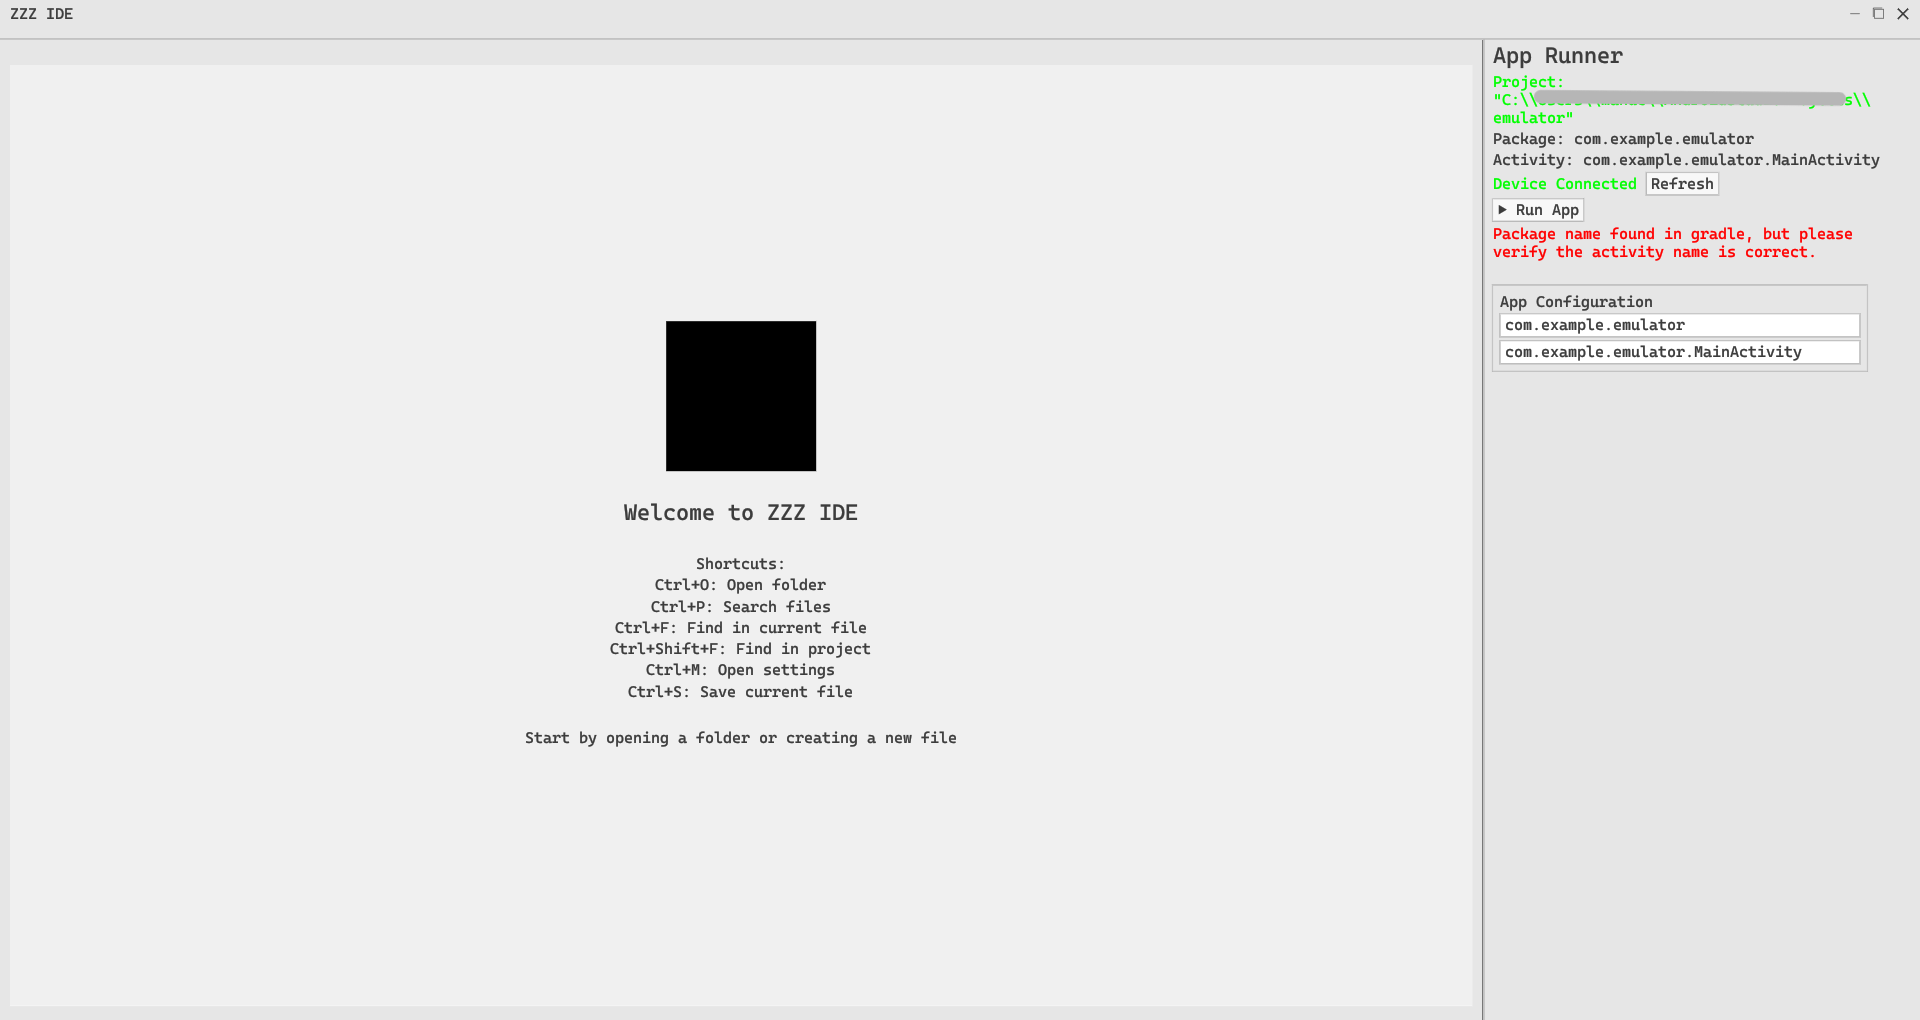 ZZZ IDE
App Runner
Project:
"C:\\ s\\
emulator"
Package: com.example.emulator
Activity: com.example.emulator.MainActivity
Device Connected Refresh
Run App
Package name found in gradle, but please
verify the activity name is correct.
App Configuration
com.example.emulator
com.example.emulator.MainActivity
Welcome to ZZZ IDE
Shortcuts:
Ctrl+O: Open folder
Ctrl+P: Search files
Ctrl+F: Find in current file
Ctrl+Shift+F: Find in project
Ctrl+M: Open settings
Ctrl+S: Save current file
Start by opening a folder or creating a new file